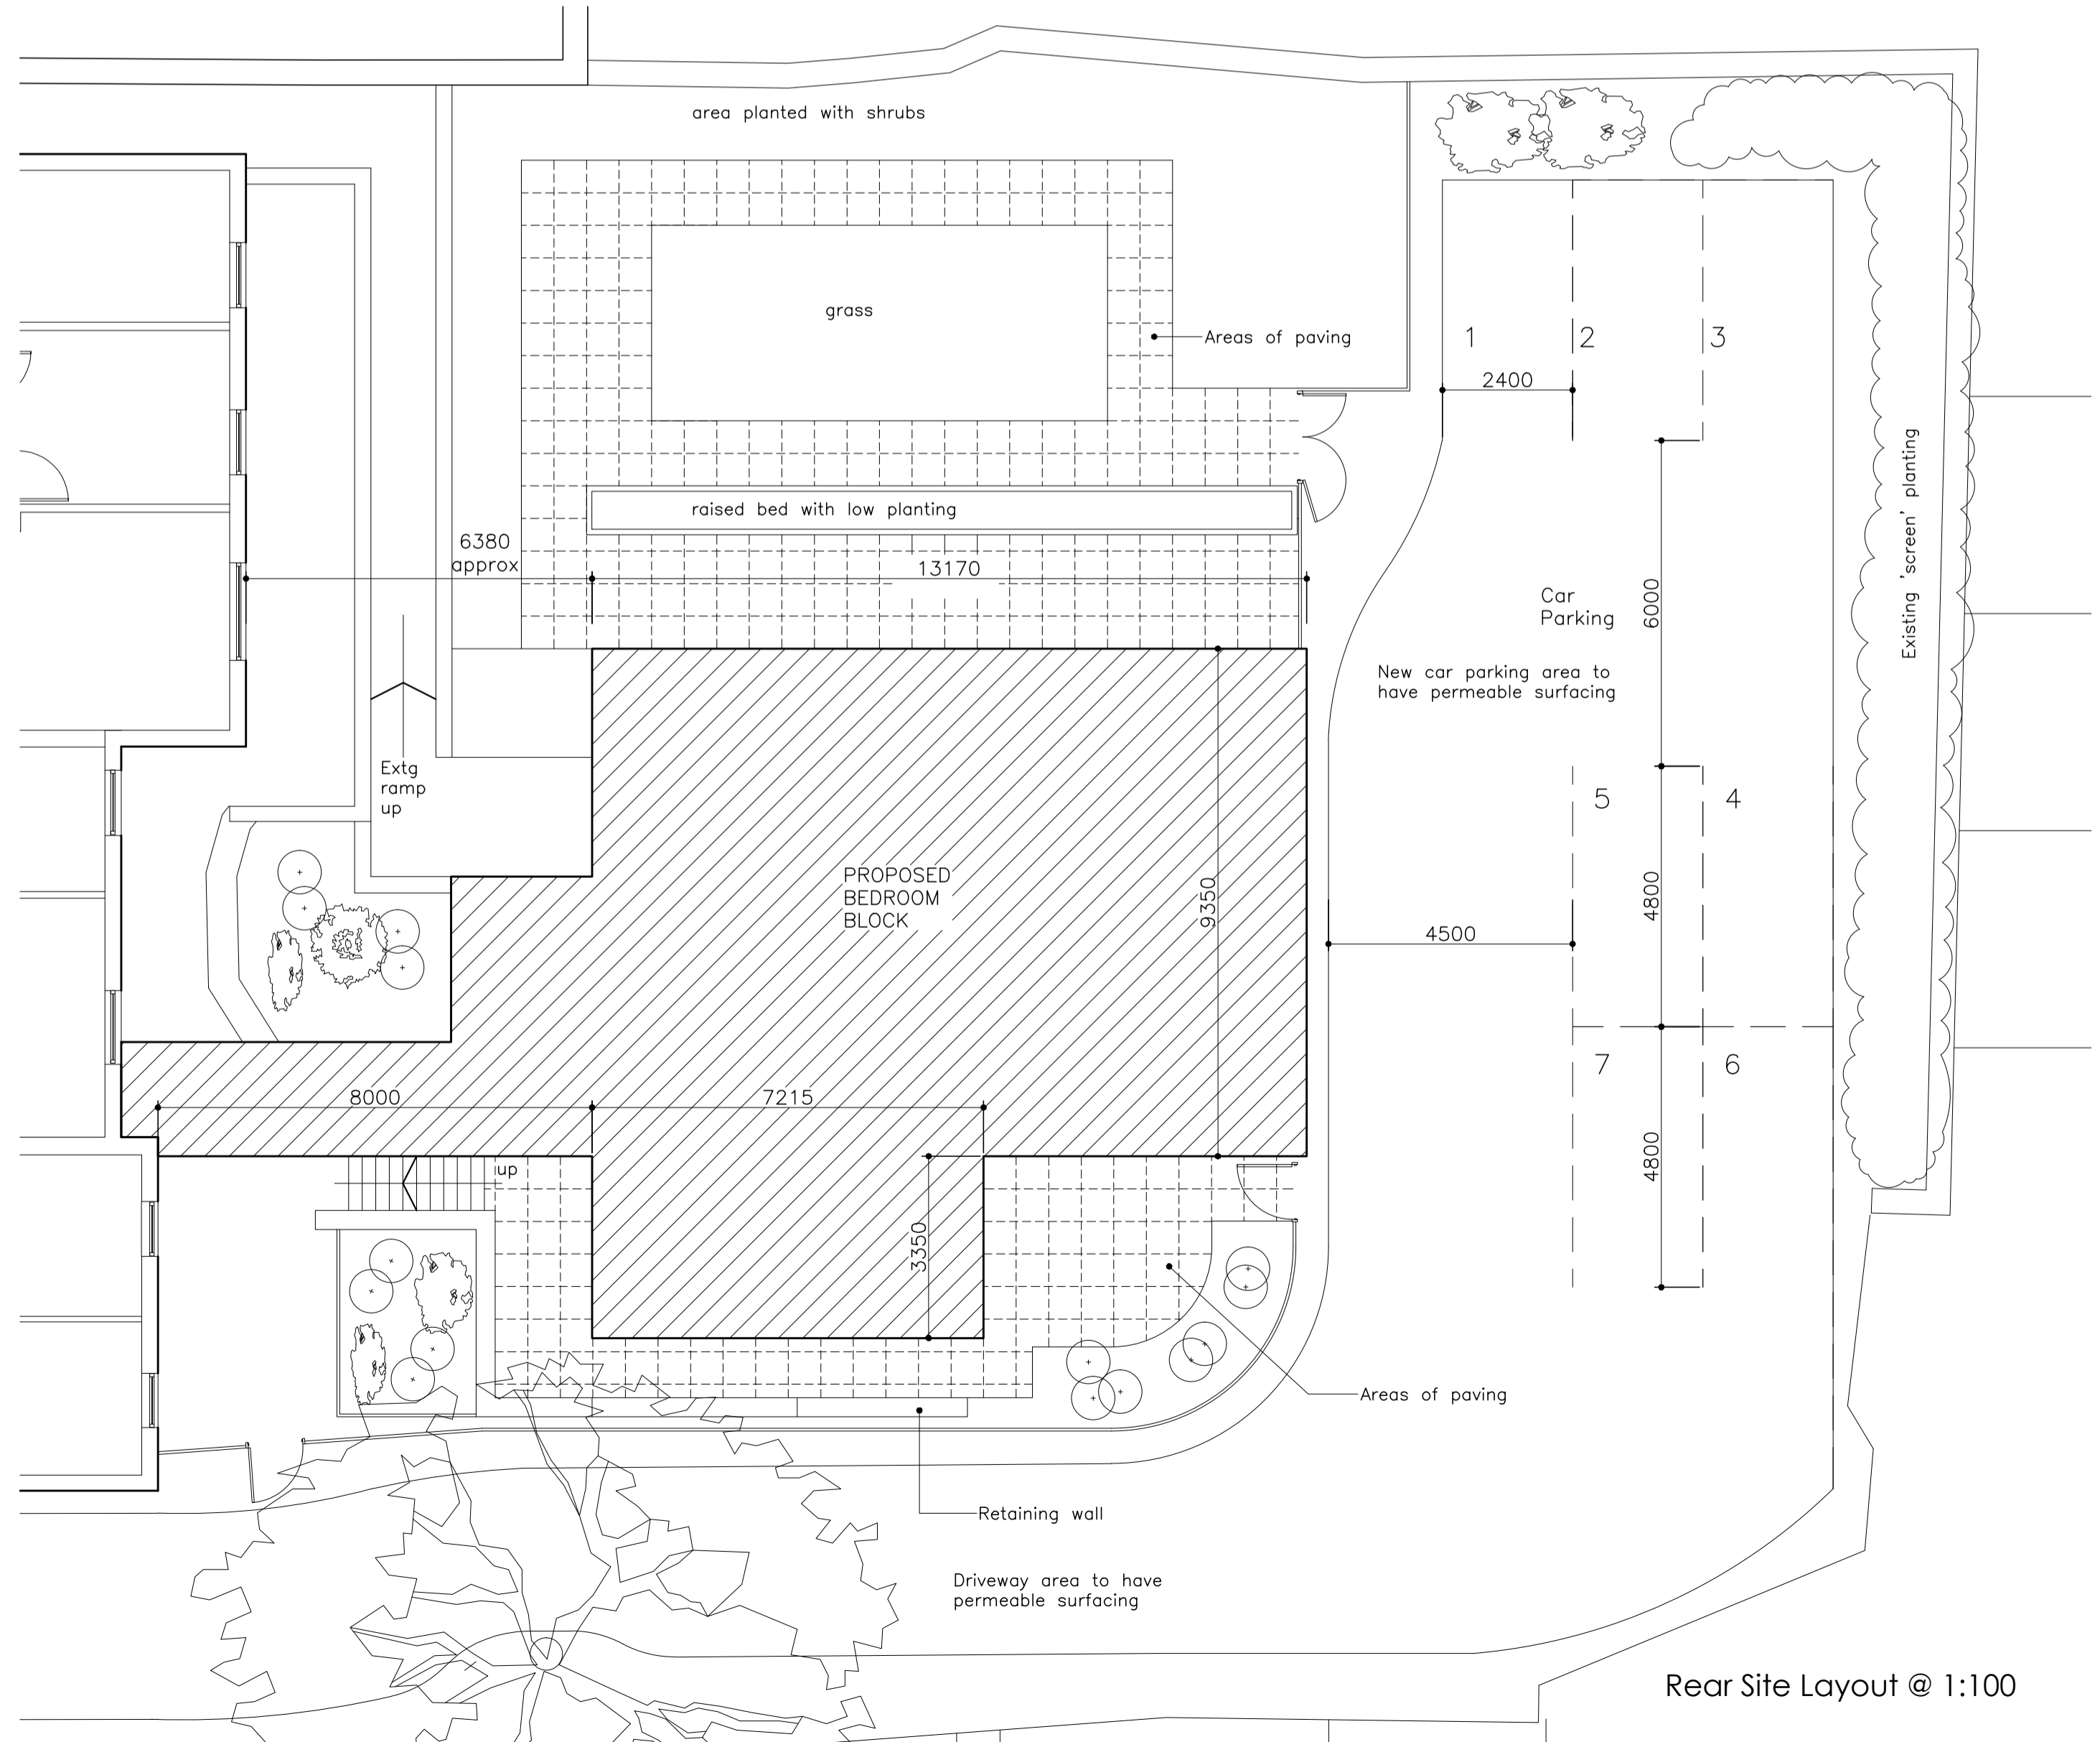 area planted with shrubs
grass
Areas of paving
1
2
3
2400
raised bed with low planting
6380
approx
13170
Car
Parking
6000
New car parking area to
have permeable surfacing
Existing 'screen' planting
Extg
ramp
up
5
4
PROPOSED
BEDROOM
BLOCK
9350
4800
4500
7
6
8000
7215
4800
up
3350
Areas of paving
Retaining wall
Driveway area to have
permeable surfacing
Rear Site Layout @ 1:100